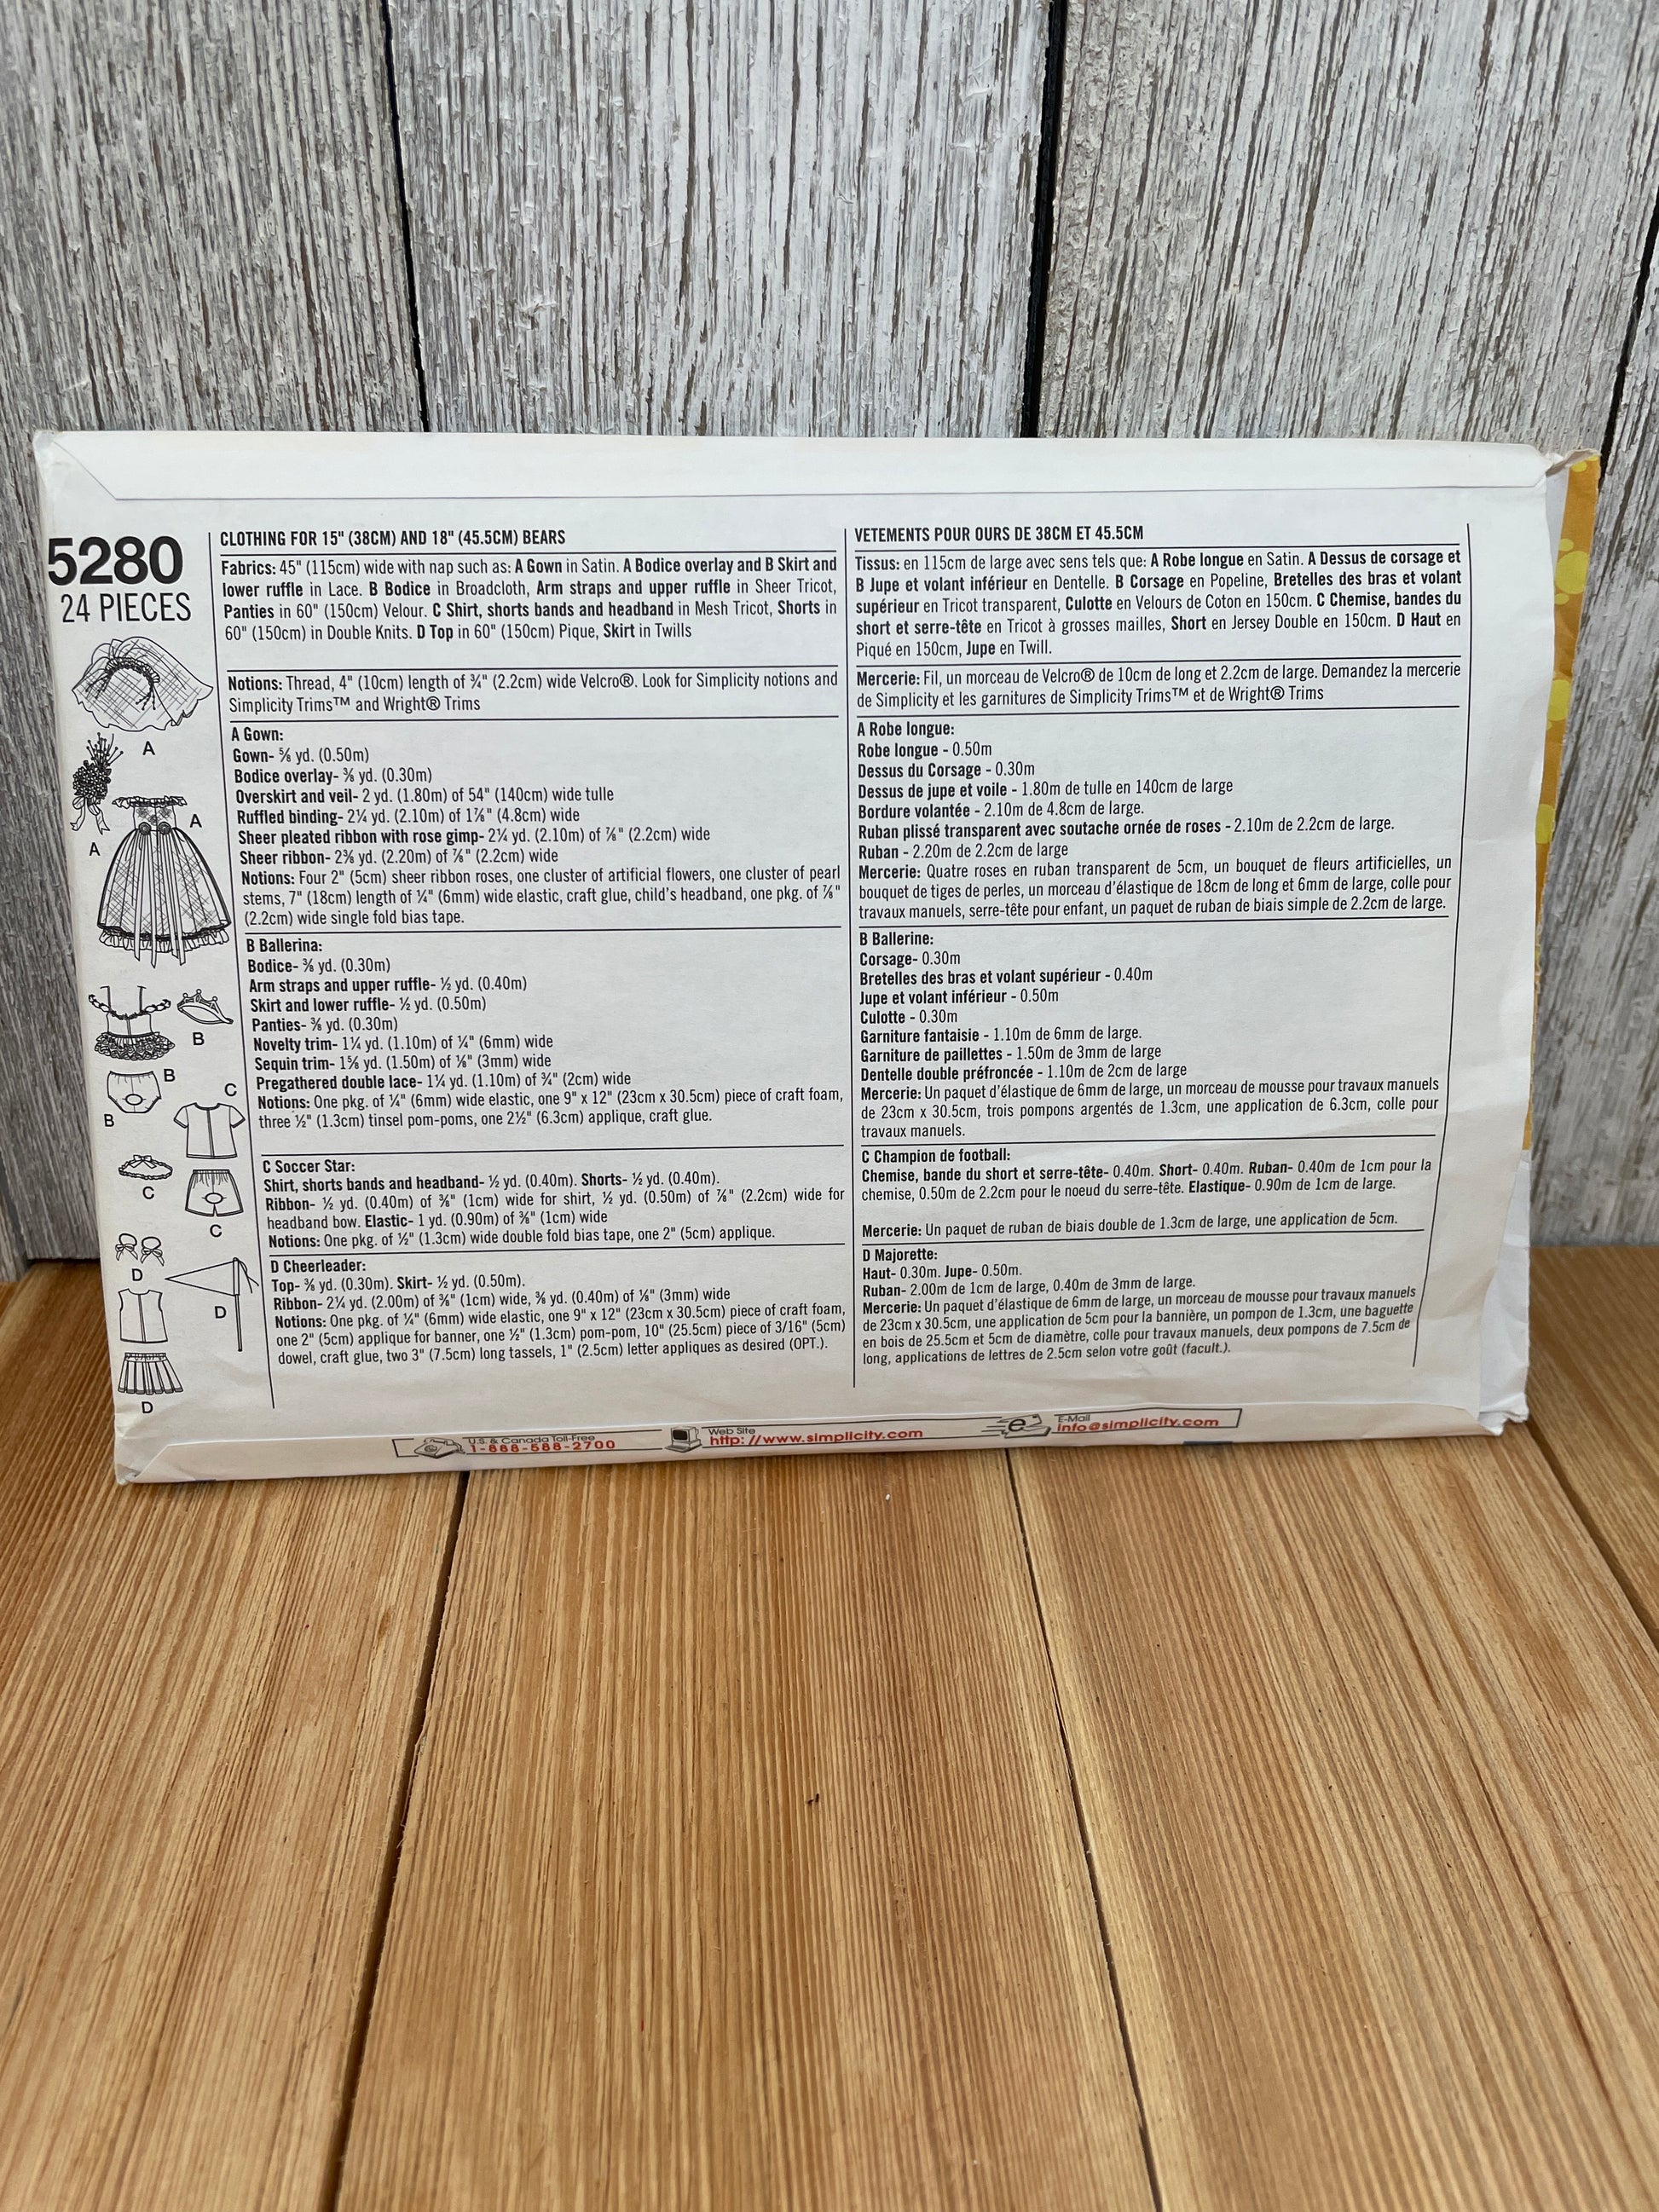 5280
24 PIECES
A
A
A
B
B
B
C
C
C
D
D
D
D
CLOTHING FOR 15" (38CM) AND 18" (45.5CM) BEARS
Fabrics: 45" (115cm) wide with nap such as: A Gown in Satin. A Bodice overlay and B Skirt and
lower ruffle in Lace. B Bodice in Broadcloth, Arm straps and upper ruffle in Sheer Tricot,
Panties in 60" (150cm) Velour. C Shirt, shorts bands and headband in Mesh Tricot, Shorts in
60" (150cm) in Double Knits. D Top in 60" (150cm) Pique, Skirt in Twills
Notions: Thread, 4" (10cm) length of ¾" (2.2cm) wide Velcro®. Look for Simplicity notions and
Simplicity Trims™ and Wright® Trims
A Gown:
Gown- ⅝ yd. (0.50m)
Bodice overlay- ⅜ yd. (0.30m)
Overskirt and veil- 2 yd. (1.80m) of 54" (140cm) wide tulle
Ruffled binding- 2¼ yd. (2.10m) of 1⅞" (4.8cm) wide
Sheer pleated ribbon with rose gimp- 2¼ yd. (2.10m) of ⅞" (2.2cm) wide
Sheer ribbon- 2⅜ yd. (2.20m) of ⅞" (2.2cm) wide
Notions: Four 2" (5cm) sheer ribbon roses, one cluster of artificial flowers, one cluster of pearl
stems, 7" (18cm) length of ¼" (6mm) wide elastic, craft glue, child's headband, one pkg. of ⅞"
(2.2cm) wide single fold bias tape.
B Ballerina:
Bodice- ⅜ yd. (0.30m)
Arm straps and upper ruffle- ½ yd. (0.40m)
Skirt and lower ruffle- ½ yd. (0.50m)
Panties- ⅜ yd. (0.30m)
Novelty trim- 1¼ yd. (1.10m) of ¼" (6mm) wide
Sequin trim- 1⅝ yd. (1.50m) of ⅛" (3mm) wide
Pregathered double lace- 1¼ yd. (1.10m) of ¾" (2cm) wide
Notions: One pkg. of ¼" (6mm) wide elastic, one 9" x 12" (23cm x 30.5cm) piece of craft foam,
three ½" (1.3cm) tinsel pom-poms, one 2½" (6.3cm) applique, craft glue.
C Soccer Star:
Shirt, shorts bands and headband- ½ yd. (0.40m). Shorts- ½ yd. (0.40m).
Ribbon- ½ yd. (0.40m) of ⅜" (1cm) wide for shirt, ½ yd. (0.50m) of ⅞" (2.2cm) wide for
headband bow. Elastic- 1 yd. (0.90m) of ⅜" (1cm) wide
Notions: One pkg. of ½" (1.3cm) wide double fold bias tape, one 2" (5cm) applique.
D Cheerleader:
Top- ⅜ yd. (0.30m). Skirt- ½ yd. (0.50m).
Ribbon- 2¼ yd. (2.00m) of ⅜" (1cm) wide, ⅜ yd. (0.40m) of ⅛" (3mm) wide
Notions: One pkg. of ¼" (6mm) wide elastic, one 9" x 12" (23cm x 30.5cm) piece of craft foam,
one 2" (5cm) applique for banner, one ½" (1.3cm) pom-pom, 10" (25.5cm) piece of 3/16" (5cm)
dowel, craft glue, two 3" (7.5cm) long tassels, 1" (2.5cm) letter appliques as desired (OPT.).
VETEMENTS POUR OURS DE 38CM ET 45.5CM
Tissus: en 115cm de large avec sens tels que: A Robe longue en Satin. A Dessus de corsage et
B Jupe et volant inférieur en Dentelle. B Corsage en Popeline, Bretelles des bras et volant
supérieur en Tricot transparent, Culotte en Velours de Coton en 150cm. C Chemise, bandes du
short et serre-tête en Tricot à grosses mailles, Short en Jersey Double en 150cm. D Haut en
Piqué en 150cm, Jupe en Twill.
Mercerie: Fil, un morceau de Velcro® de 10cm de long et 2.2cm de large. Demandez la mercerie
de Simplicity et les garnitures de Simplicity Trims™ et de Wright® Trims
A Robe longue:
Robe longue - 0.50m
Dessus du Corsage - 0.30m
Dessus de jupe et voile - 1.80m de tulle en 140cm de large
Bordure volantée - 2.10m de 4.8cm de large.
Ruban plissé transparent avec soutache ornée de roses - 2.10m de 2.2cm de large.
Ruban - 2.20m de 2.2cm de large
Mercerie: Quatre roses en ruban transparent de 5cm, un bouquet de fleurs artificielles, un
bouquet de tiges de perles, un morceau d'élastique de 18cm de long et 6mm de large, colle pour
travaux manuels, serre-tête pour enfant, un paquet de ruban de biais simple de 2.2cm de large.
B Ballerine:
Corsage- 0.30m
Bretelles des bras et volant supérieur - 0.40m
Jupe et volant inférieur - 0.50m
Culotte - 0.30m
Garniture fantaisie - 1.10m de 6mm de large.
Garniture de paillettes - 1.50m de 3mm de large
Dentelle double préfroncée - 1.10m de 2cm de large
Mercerie: Un paquet d'élastique de 6mm de large, un morceau de mousse pour travaux manuels
de 23cm x 30.5cm, trois pompons argentés de 1.3cm, une application de 6.3cm, colle pour
travaux manuels.
C Champion de football:
Chemise, bande du short et serre-tête- 0.40m. Short- 0.40m. Ruban- 0.40m de 1cm pour la
chemise, 0.50m de 2.2cm pour le noeud du serre-tête. Elastique- 0.90m de 1cm de large.
Mercerie: Un paquet de ruban de biais double de 1.3cm de large, une application de 5cm.
D Majorette:
Haut- 0.30m. Jupe- 0.50m.
Ruban- 2.00m de 1cm de large, 0.40m de 3mm de large.
Mercerie: Un paquet d'élastique de 6mm de large, un morceau de mousse pour travaux manuels
de 23cm x 30.5cm, une application de 5cm pour la bannière, un pompon de 1.3cm, une baguette
en bois de 25.5cm et 5cm de diamètre, colle pour travaux manuels, deux pompons de 7.5cm de
long, applications de lettres de 2.5cm selon votre goût (facult.).
U.S. & Canada Toll-Free
1-888-588-2700
Web Site
http://www.simplicity.com
e
E-Mail
info@simplicity.com